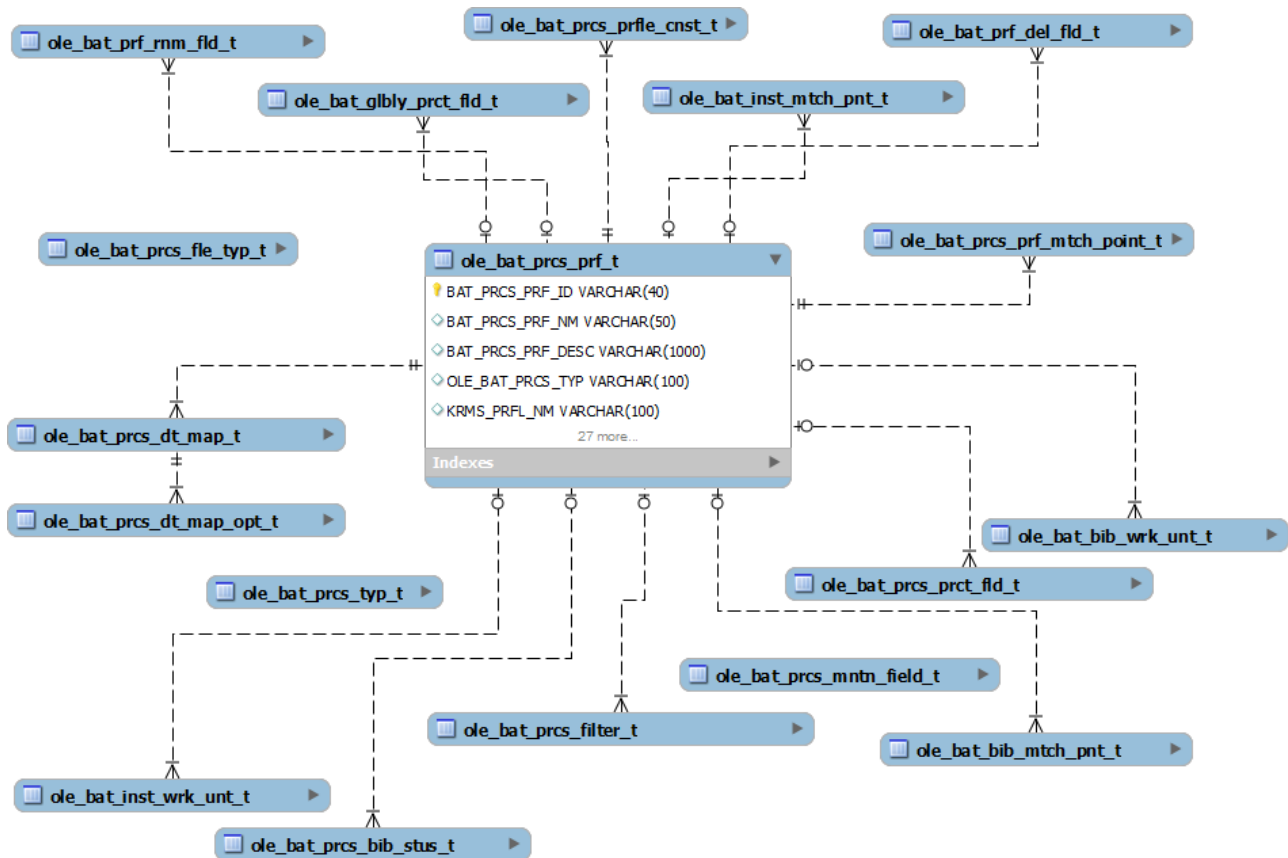 ole_bat_prcs_prfle_cnst_t
ole_bat_prf_rnm_fld_t
ole_bat_prf_del_fld_t
ole_bat_glbly_prct_fld_t
ole_bat_inst_mtch_pnt_t
ole_bat_prcs_fle_typ_t
ole_bat_prcs_prf_mtch_point_t
ole_bat_prcs_prf_t
BAT_PRCS_PRF_ID VARCHAR(40)
BAT_PRCS_PRF_NM VARCHAR(50)
BAT_PRCS_PRF_DESC VARCHAR(1000)
OLE_BAT_PRCS_TYP VARCHAR(100)
KRMS_PRFL_NM VARCHAR(100)
27 more...
Indexes
ole_bat_prcs_dt_map_t
ole_bat_prcs_dt_map_opt_t
ole_bat_bib_wrk_unt_t
ole_bat_prcs_prct_fld_t
ole_bat_prcs_typ_t
ole_bat_prcs_mntn_field_t
ole_bat_prcs_filter_t
ole_bat_bib_mtch_pnt_t
ole_bat_inst_wrk_unt_t
ole_bat_prcs_bib_stus_t